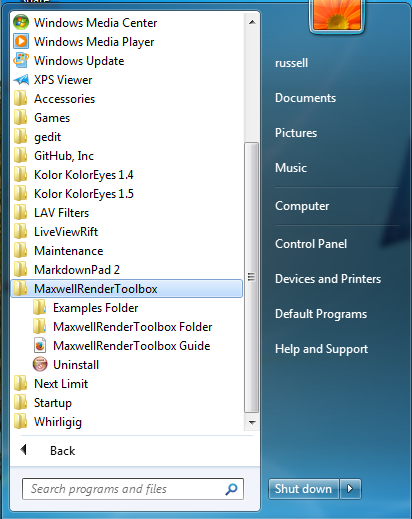 Windows Media Center
Windows Media Player
Windows Update
XPS Viewer
Accessories
Games
gedit
GitHub, Inc
Kolor KolorEyes 1.4
Kolor KolorEyes 1.5
LAV Filters
LiveViewRift
Maintenance
MarkdownPad 2
MaxwellRenderToolbox
Examples Folder
MaxwellRenderToolbox Folder
MaxwellRenderToolbox Guide
Uninstall
Next Limit
Startup
Whirligig
Back
Search programs and files
russell
Documents
Pictures
Music
Computer
Control Panel
Devices and Printers
Default Programs
Help and Support
Shut down